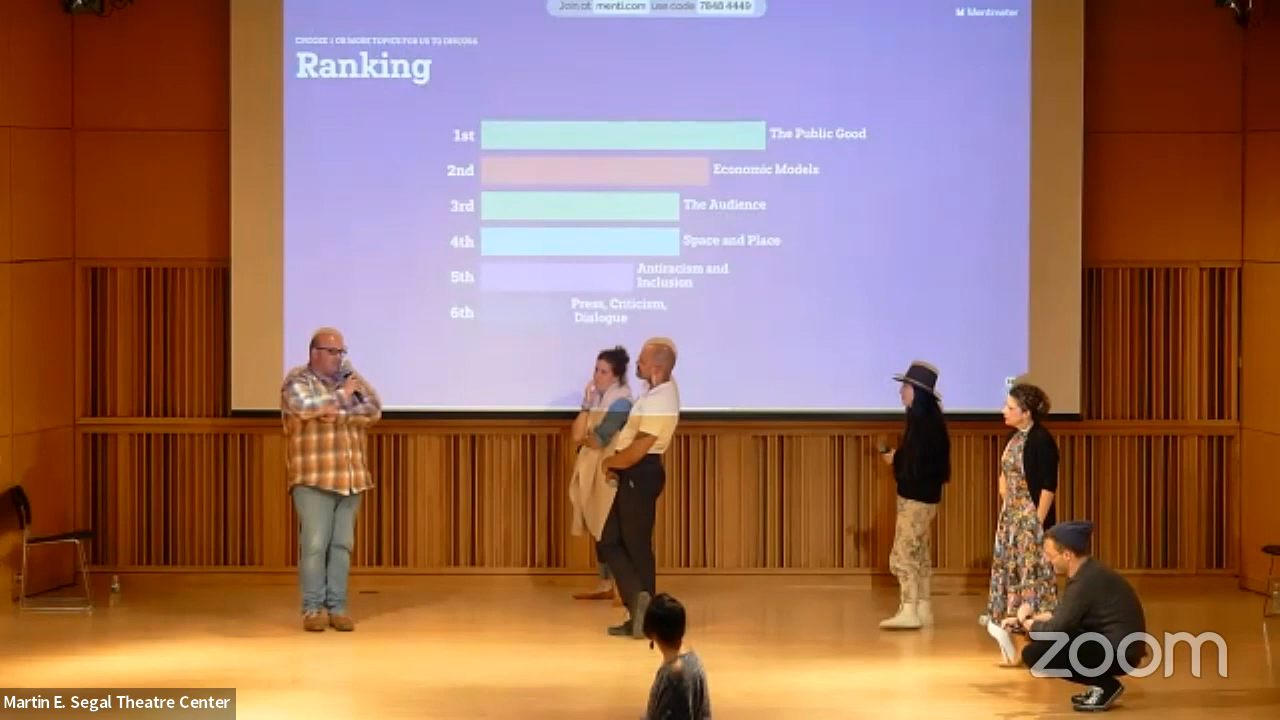 Join at menti.com use code 7848 4449
Mentimeter
CHOOSE 1 OR MORE TOPICS FOR US TO DISCUSS
Ranking
1st The Public Good
2nd Economic Models
3rd The Audience
4th Space and Place
5th Antiracism and
Inclusion
6th Press, Criticism,
Dialogue
zoom
Martin E. Segal Theatre Center